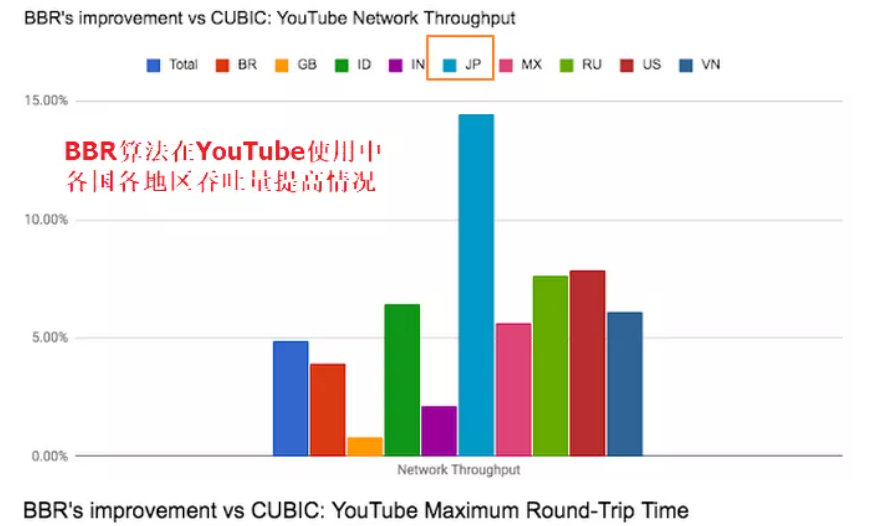 BBR's improvement vs CUBIC: YouTube Network Throughput
Total BR GB ID IN JP MX RU US VN
15.00%
BBR算法在YouTube使用中
各国各地区吞吐量提高情况
10.00%
5.00%
0.00%
Network Throughput
BBR's improvement vs CUBIC: YouTube Maximum Round-Trip Time